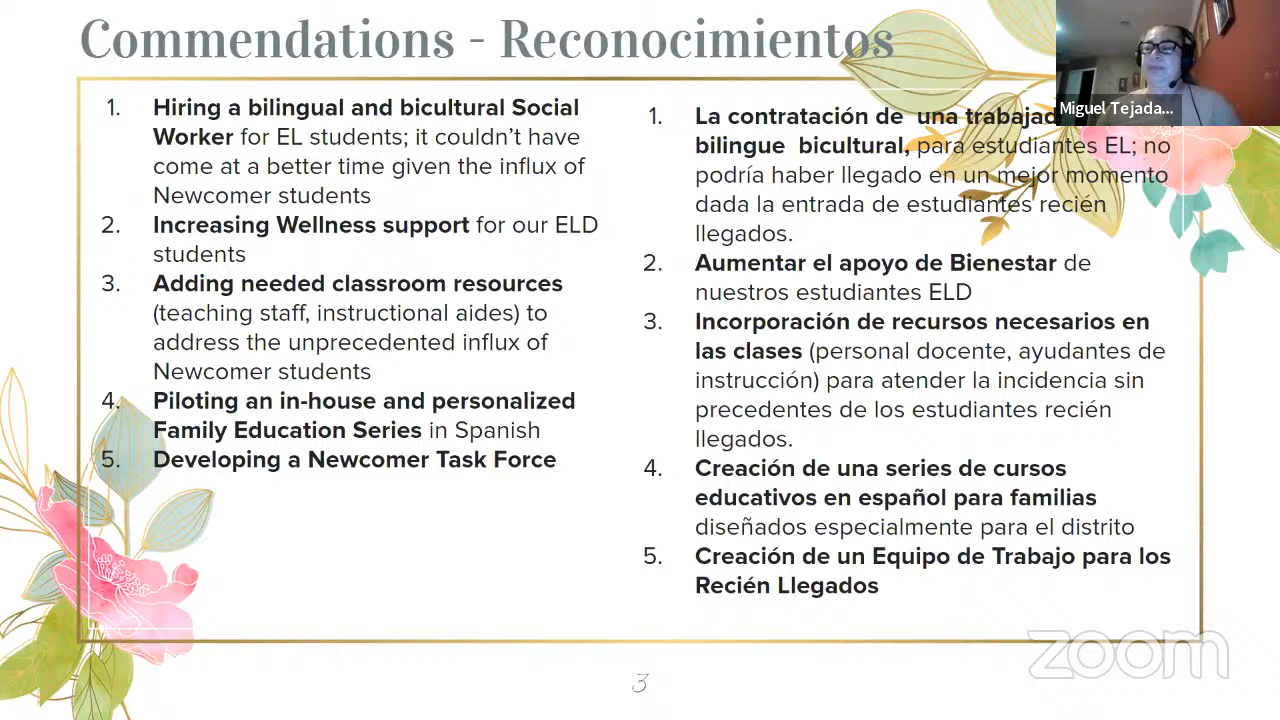 Commendations - Reconocimientos
Miguel Tejada...
1. Hiring a bilingual and bicultural Social
Worker for EL students; it couldn't have
come at a better time given the influx of
Newcomer students
2. Increasing Wellness support for our ELD
students
3. Adding needed classroom resources
(teaching staff, instructional aides) to
address the unprecedented influx of
Newcomer students
4. Piloting an in-house and personalized
Family Education Series in Spanish
5. Developing a Newcomer Task Force
1. La contratación de una trabajad
bilingue bicultural, para estudiantes EL; no
podría haber llegado en un mejor momento
dada la entrada de estudiantes recién
llegados.
2. Aumentar el apoyo de Bienestar de
nuestros estudiantes ELD
3. Incorporación de recursos necesarios en
las clases (personal docente, ayudantes de
instrucción) para atender la incidencia sin
precedentes de los estudiantes recién
llegados.
4. Creación de una series de cursos
educativos en español para familias
diseñados especialmente para el distrito
5. Creación de un Equipo de Trabajo para los
Recién Llegados
zoom
3